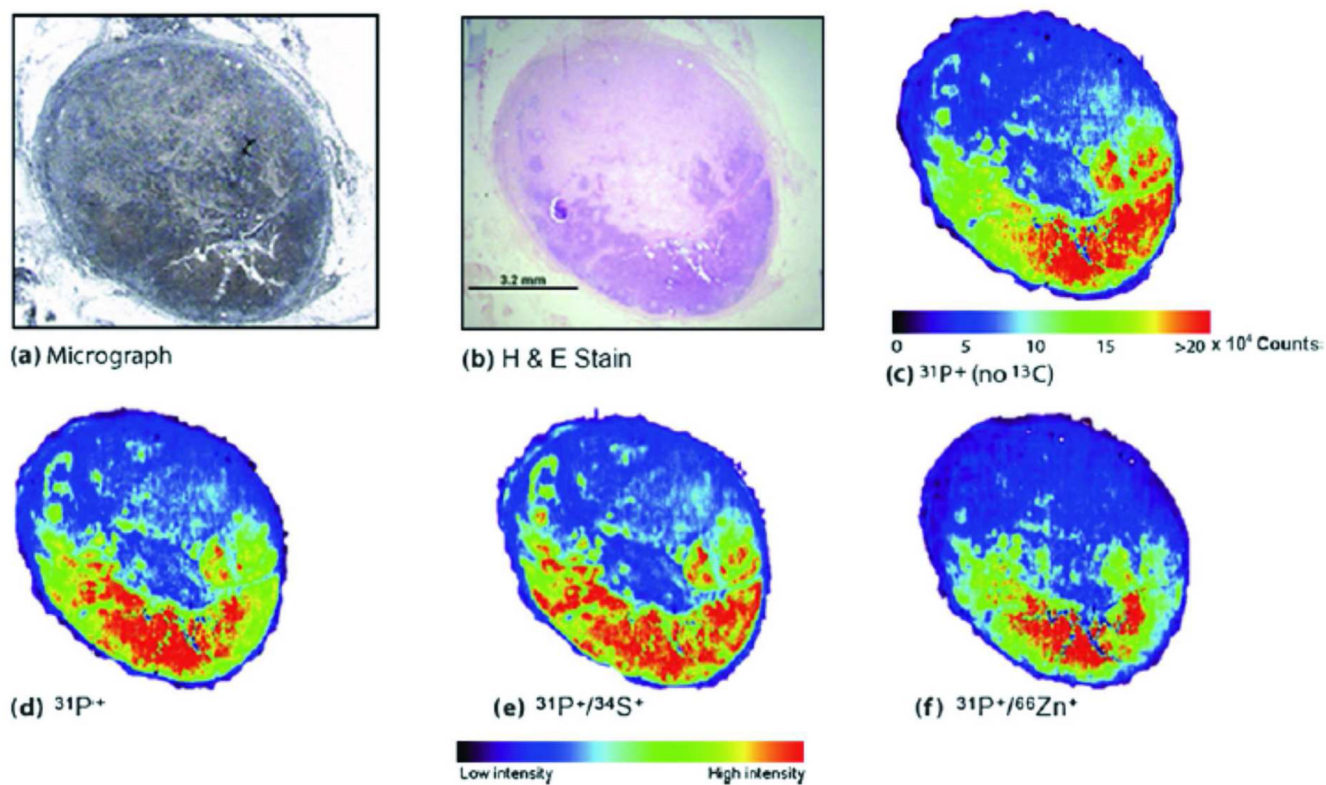 3.2 mm
(a) Micrograph
(b) H & E Stain
0 5 10 15 >20 x 10⁴ Counts
(c) ³¹P⁺ (no ¹³C)
(d) ³¹P⁺
(e) ³¹P⁺/³⁴S⁺
(f) ³¹P⁺/⁶⁶Zn⁺
Low intensity High intensity